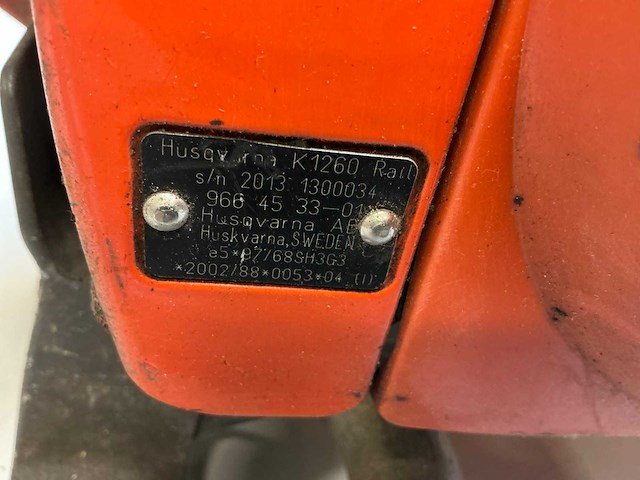 Husqvarna K1260 Rail
s/n 2013 1300034
966 45 33-01
Husqvarna AB
Huskvarna, SWEDEN
e5*97/68SH3G3
*2002/88*0053*04 (I)